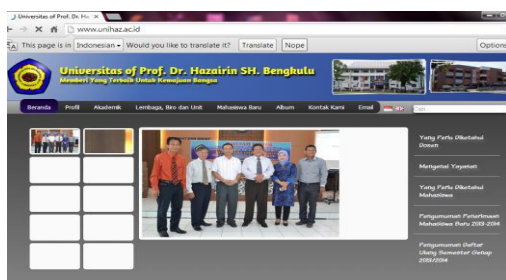 Universitas of Prof. Dr. Ha
www.unihaz.ac.id
This page is in Indonesian Would you like to translate it? Translate Nope Options
Universitas of Prof. Dr. Hazairin SH. Bengkulu
Memberi Yang Terbaik Untuk Kemajuan Bangsa
Beranda Profil Akademik Lembaga, Biro dan Unit Mahasiswa Baru Album Kontak Kami Email
Yang Perlu Diketahui
Dosen
Mengenai Yayasan
Yang Perlu Diketahui
Mahasiswa
Pengumuman Penerimaan
Mahasiswa Baru 2013-2014
Pengumuman Daftar
Ulang Semester Genap
2013/2014